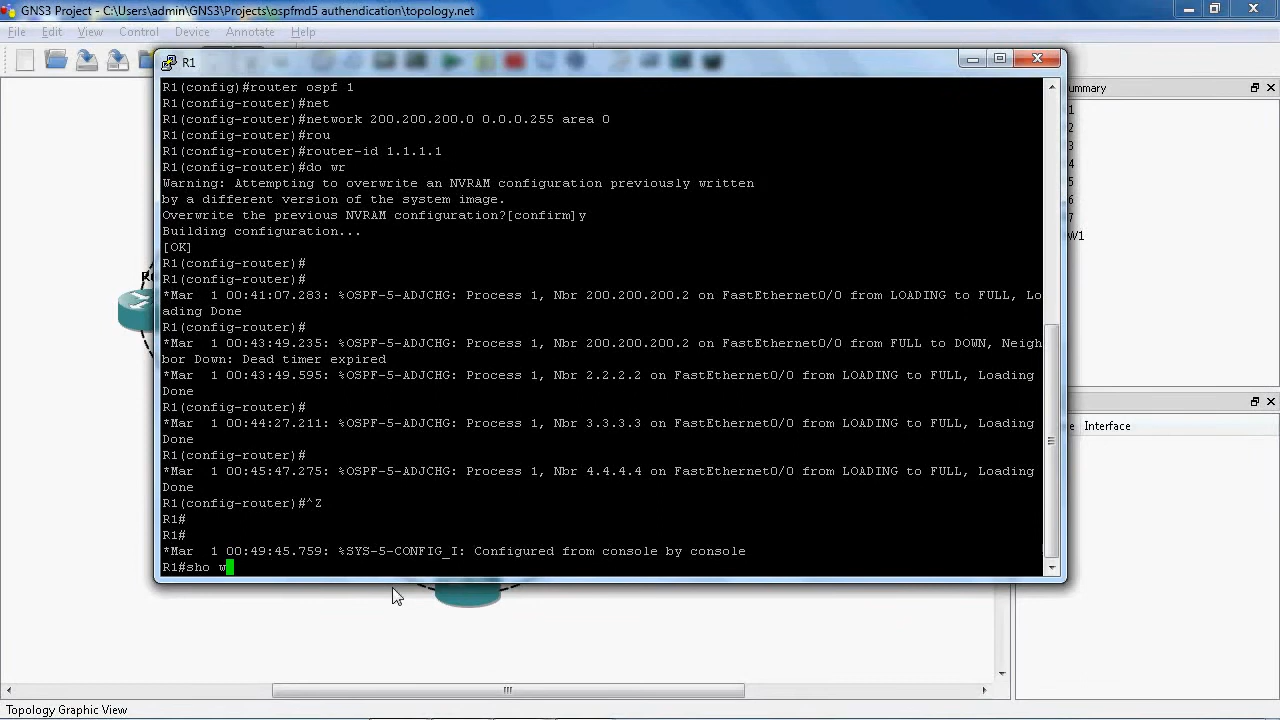 GNS3 Project - C:\Users\admin\GNS3\Projects\ospfmd5 authendication\topology.net
File Edit View Control Device Annotate Help
R1
R1(config)#router ospf 1
R1(config-router)#net
R1(config-router)#network 200.200.200.0 0.0.0.255 area 0
R1(config-router)#rou
R1(config-router)#router-id 1.1.1.1
R1(config-router)#do wr
Warning: Attempting to overwrite an NVRAM configuration previously written
by a different version of the system image.
Overwrite the previous NVRAM configuration?[confirm]y
Building configuration...
[OK]
R1(config-router)#
R1(config-router)#
*Mar  1 00:41:07.283: %OSPF-5-ADJCHG: Process 1, Nbr 200.200.200.2 on FastEthernet0/0 from LOADING to FULL, Lo
ading Done
R1(config-router)#
*Mar  1 00:43:49.235: %OSPF-5-ADJCHG: Process 1, Nbr 200.200.200.2 on FastEthernet0/0 from FULL to DOWN, Neigh
bor Down: Dead timer expired
*Mar  1 00:43:49.595: %OSPF-5-ADJCHG: Process 1, Nbr 2.2.2.2 on FastEthernet0/0 from LOADING to FULL, Loading
Done
R1(config-router)#
*Mar  1 00:44:27.211: %OSPF-5-ADJCHG: Process 1, Nbr 3.3.3.3 on FastEthernet0/0 from LOADING to FULL, Loading
Done
R1(config-router)#
*Mar  1 00:45:47.275: %OSPF-5-ADJCHG: Process 1, Nbr 4.4.4.4 on FastEthernet0/0 from LOADING to FULL, Loading
Done
R1(config-router)#^Z
R1#
R1#
*Mar  1 00:49:45.759: %SYS-5-CONFIG_I: Configured from console by console
R1#sho w
ummary
1
2
3
4
5
6
7
W1
e Interface
Topology Graphic View